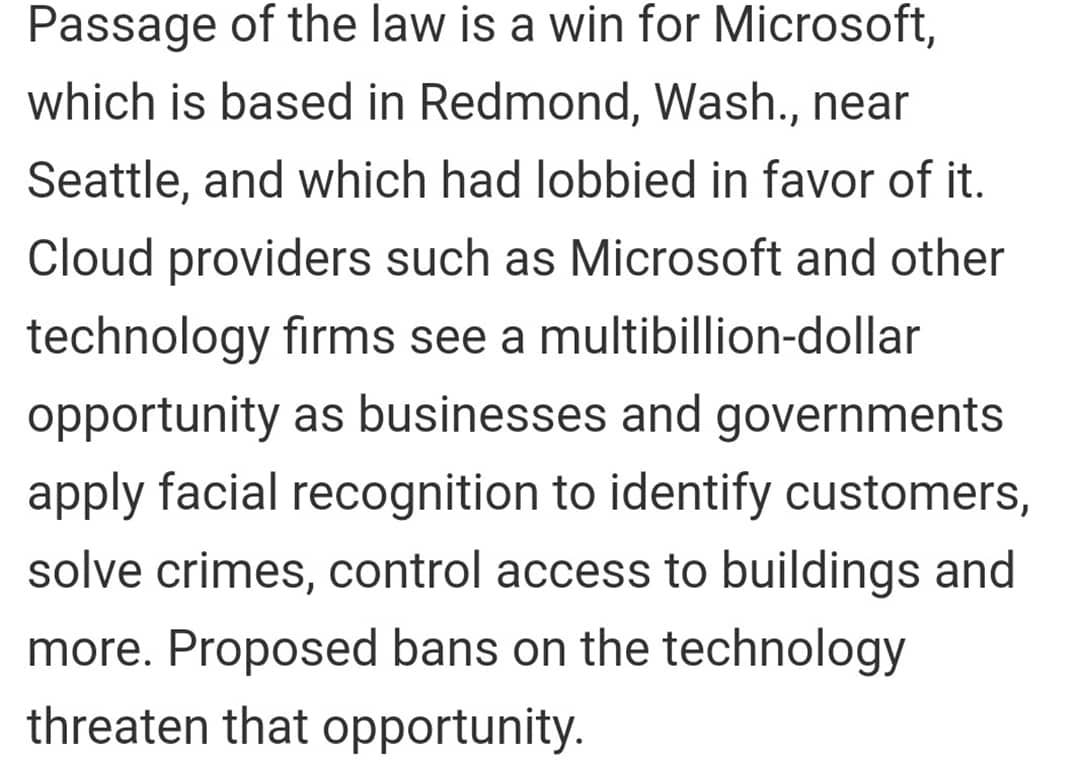 Passage of the law is a win for Microsoft,
which is based in Redmond, Wash., near
Seattle, and which had lobbied in favor of it.
Cloud providers such as Microsoft and other
technology firms see a multibillion-dollar
opportunity as businesses and governments
apply facial recognition to identify customers,
solve crimes, control access to buildings and
more. Proposed bans on the technology
threaten that opportunity.